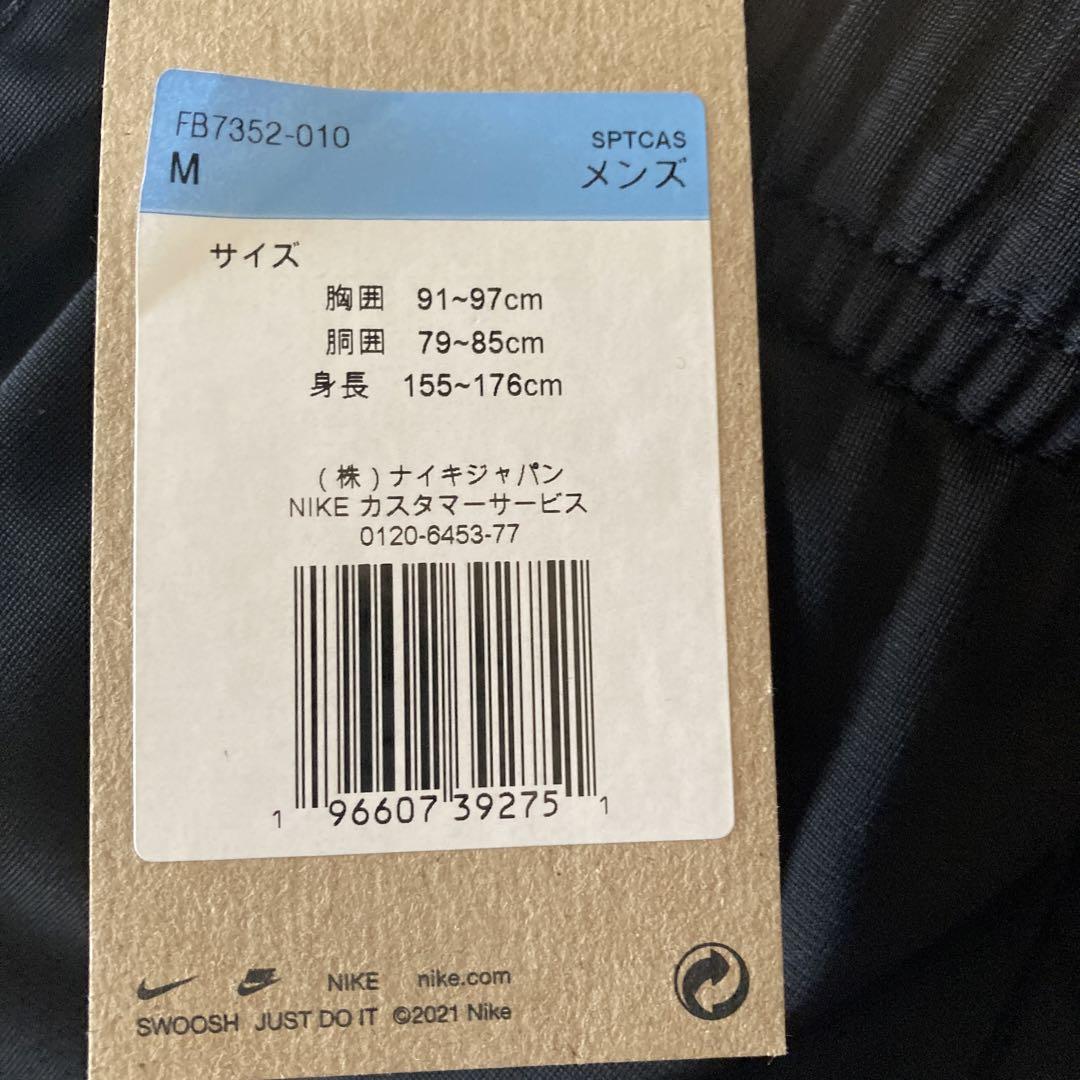 FB7352-010
SPTCAS
M
メンズ
サイズ
胸囲 91~97cm
胴囲 79~85cm
身長 155~176cm
(株)ナイキジャパン
NIKE カスタマーサービス
0120-6453-77
1 96607 39275 1
NIKE nike.com
SWOOSH JUST DO IT ©2021 Nike